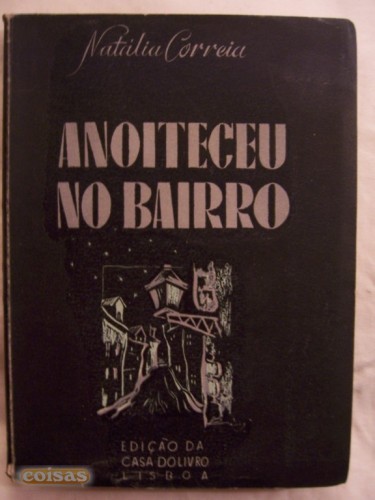 Natália Correia
ANOITECEU
NO BAIRRO
EDIÇÃO DA
CASA DO LIVRO
LISBOA
coisas